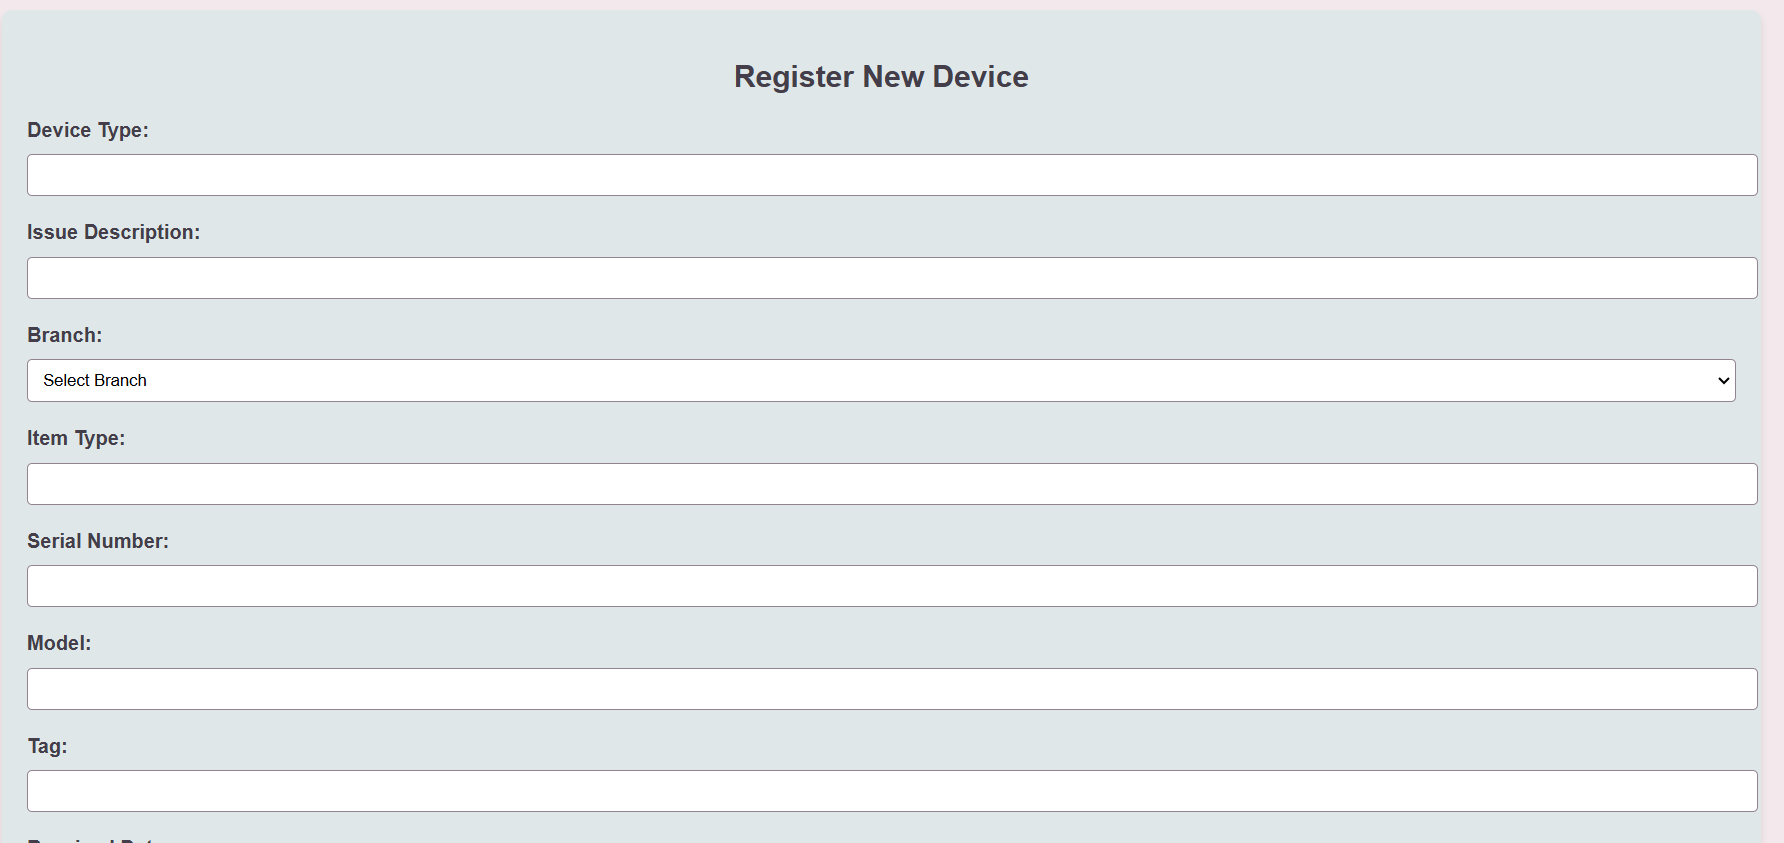 Register New Device
Device Type:
Issue Description:
Branch:
Select Branch
Item Type:
Serial Number:
Model:
Tag: